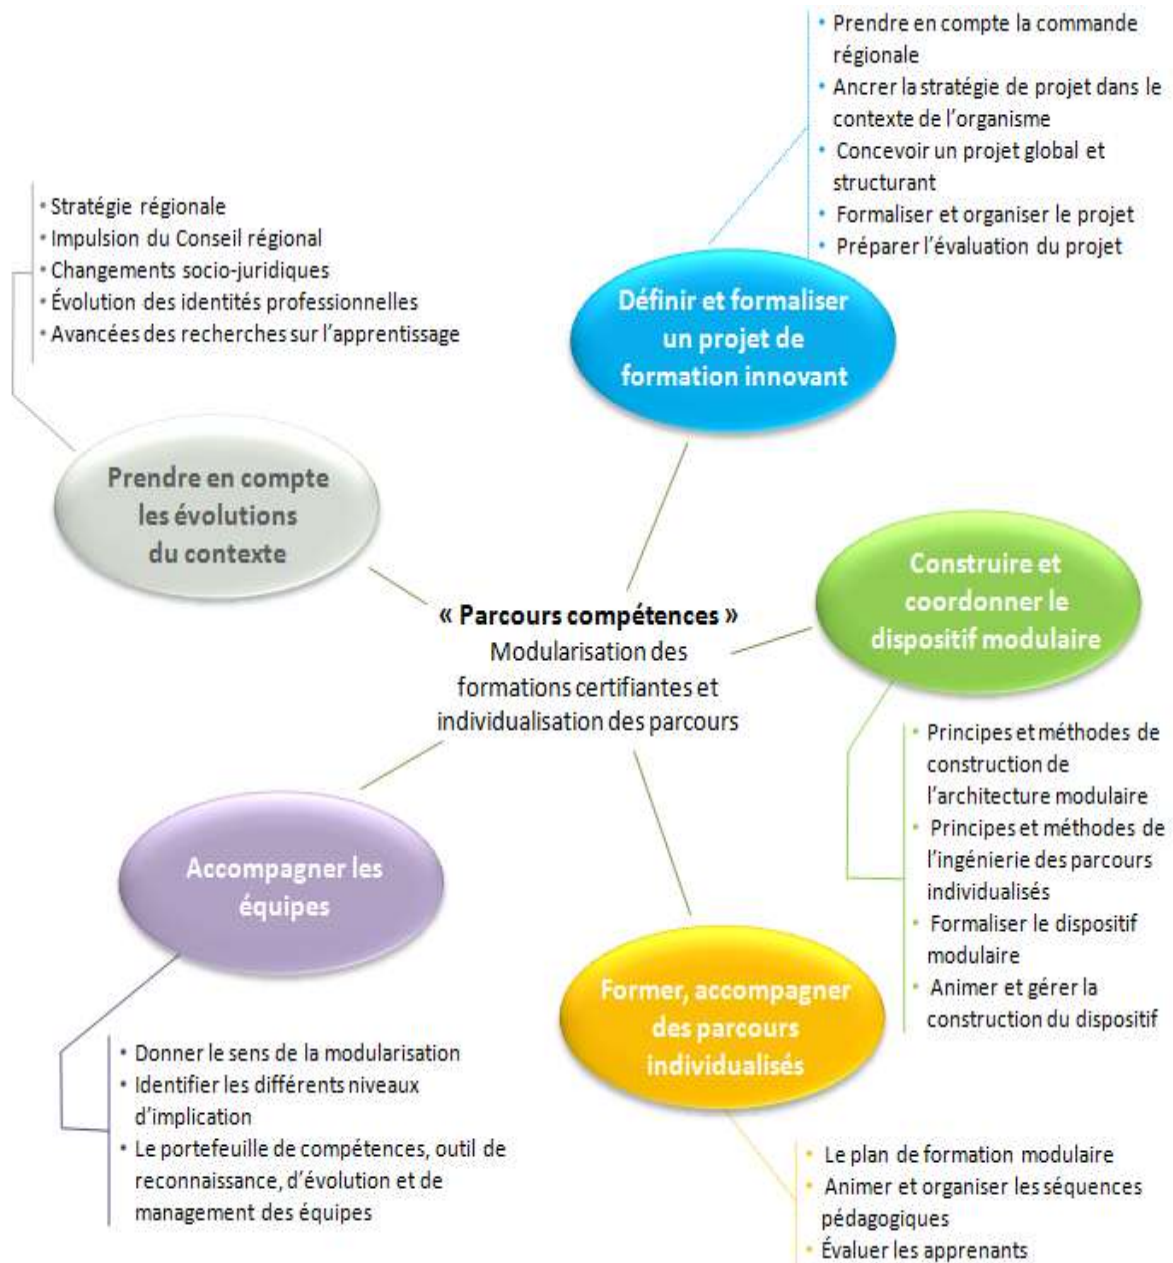 • Prendre en compte la commande
régionale
• Ancrer la stratégie de projet dans le
contexte de l'organisme
• Concevoir un projet global et
structurant
• Formaliser et organiser le projet
• Préparer l'évaluation du projet
• Stratégie régionale
• Impulsion du Conseil régional
• Changements socio-juridiques
• Évolution des identités professionnelles
• Avancées des recherches sur l'apprentissage
Définir et formaliser
un projet de
formation innovant
Prendre en compte
les évolutions
du contexte
Construire et
coordonner le
dispositif modulaire
« Parcours compétences »
Modularisation des
formations certifiantes et
individualisation des parcours
• Principes et méthodes de
construction de
l'architecture modulaire
• Principes et méthodes de
l'ingénierie des parcours
individualisés
• Formaliser le dispositif
modulaire
• Animer et gérer la
construction du dispositif
Accompagner les
équipes
Former, accompagner
des parcours
individualisés
• Donner le sens de la modularisation
• Identifier les différents niveaux
d'implication
• Le portefeuille de compétences, outil de
reconnaissance, d'évolution et de
management des équipes
• Le plan de formation modulaire
• Animer et organiser les séquences
pédagogiques
• Évaluer les apprenants